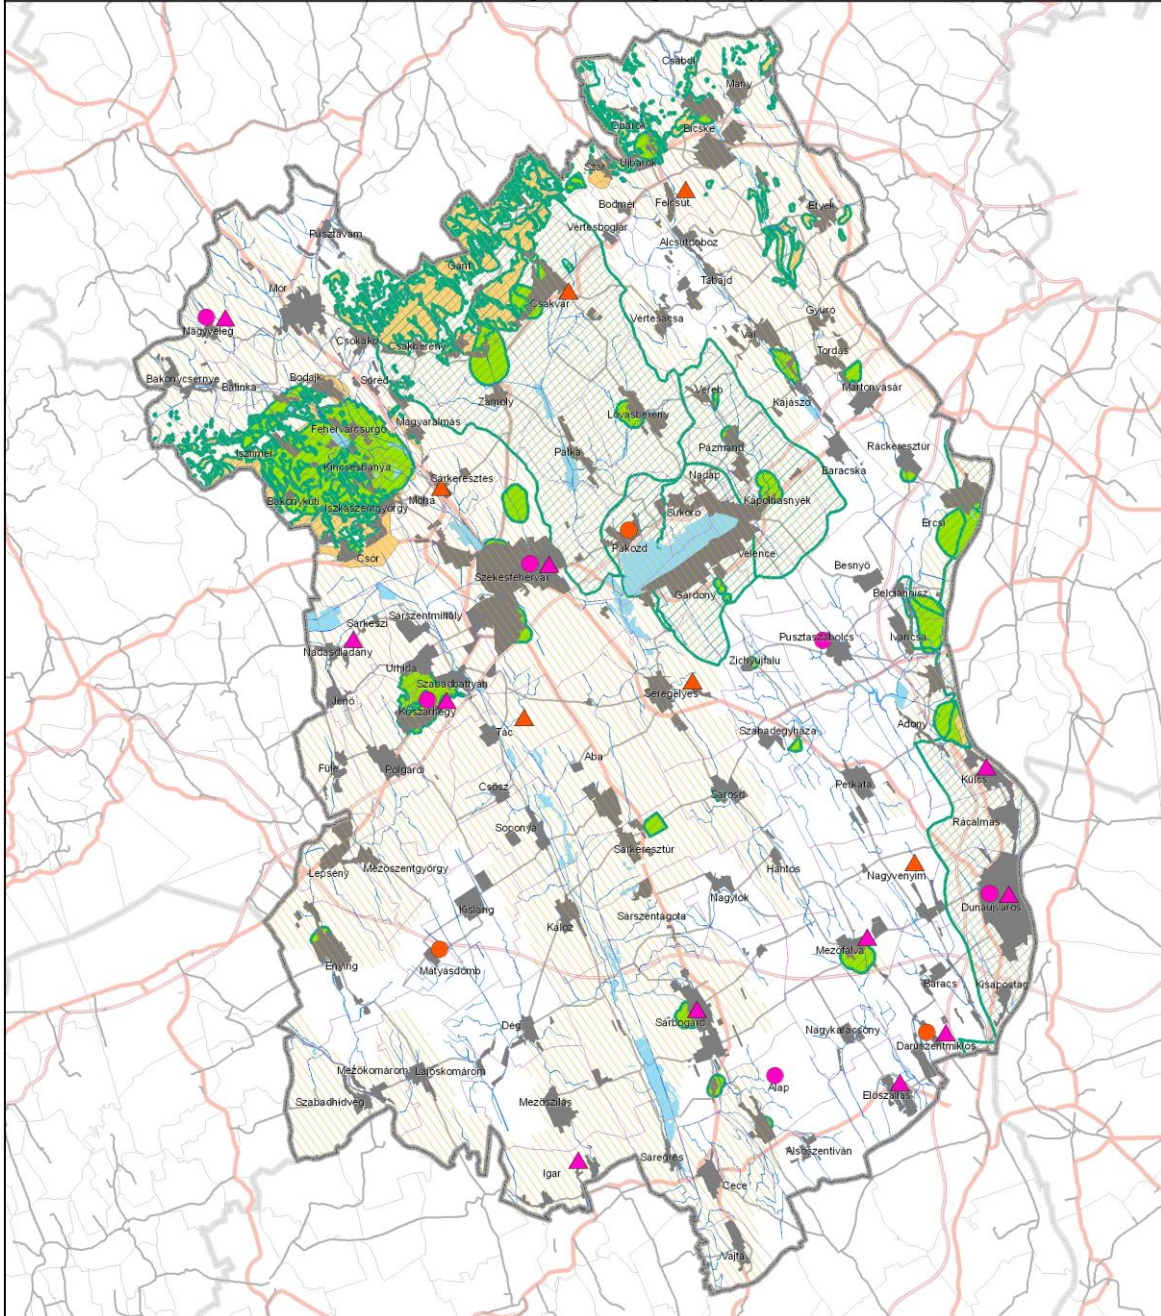 Csabdi
Mány
Óbarok
Bicske
Újbarok
Szár
Bodmér
Felcsút
Etyek
Vértesboglár
Pusztavám
Alcsútdoboz
Gánt
Tabajd
Mór
Csákvár
Nagyveleg
Vértesacsa
Gyúró
Csókakő
Csákberény
Vál
Tordas
Bakonycsernye
Balinka
Bodajk
Söréd
Martonvásár
Zámoly
Vereb
Kajászó
Lovasberény
Magyaralmás
Fehérvárcsurgó
Isztimér
Pátka
Pázmánd
Ráckeresztúr
Kincsesbánya
Baracska
Sárkeresztes
Nadap
Bakonykúti
Moha
Kápolnásnyék
Iszkaszentgyörgy
Sukoró
Ercsi
Pákozd
Velence
Csór
Székesfehérvár
Besnyő
Gárdony
Beloiannisz
Sárszentmihály
Sárkeszi
Iváncsa
Pusztaszabolcs
Nádasdladány
Zichyújfalu
Úrhida
Szabadbattyán
Seregélyes
Jenő
Kőszárhegy
Adony
Tác
Szabadegyháza
Aba
Füle
Polgárdi
Kulcs
Csősz
Perkáta
Sárosd
Rácalmás
Soponya
Sárkeresztúr
Mezőszentgyörgy
Hantos
Lepsény
Nagyvenyim
Nagylók
Kisláng
Dunaújváros
Sárszentágota
Káloz
Mezőfalva
Enying
Mátyásdomb
Baracs
Kisapostag
Sárbogárd
Dég
Nagykarácsony
Daruszentmiklós
Mezőkomárom
Lajoskomárom
Alap
Előszállás
Szabadhídvég
Mezőszilas
Alsószentiván
Sáregres
Igar
Cece
Vajta